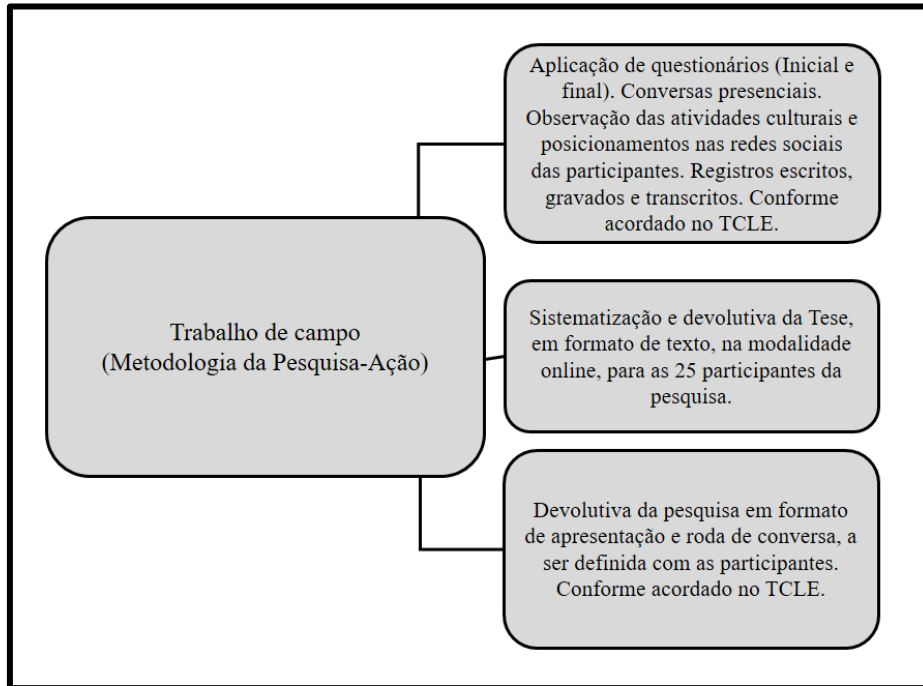 Aplicação de questionários (Inicial e
final). Conversas presenciais.
Observação das atividades culturais e
posicionamentos nas redes sociais
das participantes. Registros escritos,
gravados e transcritos. Conforme
acordado no TCLE.
Trabalho de campo
(Metodologia da Pesquisa-Ação)
Sistematização e devolutiva da Tese,
em formato de texto, na modalidade
online, para as 25 participantes da
pesquisa.
Devolutiva da pesquisa em formato
de apresentação e roda de conversa, a
ser definida com as participantes.
Conforme acordado no TCLE.